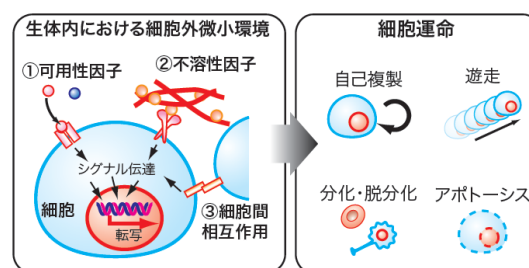 生体内における細胞外微小環境
①可用性因子
②不溶性因子
シグナル伝達
細胞
転写
③細胞間
相互作用
細胞運命
自己複製
遊走
分化・脱分化
アポトーシス